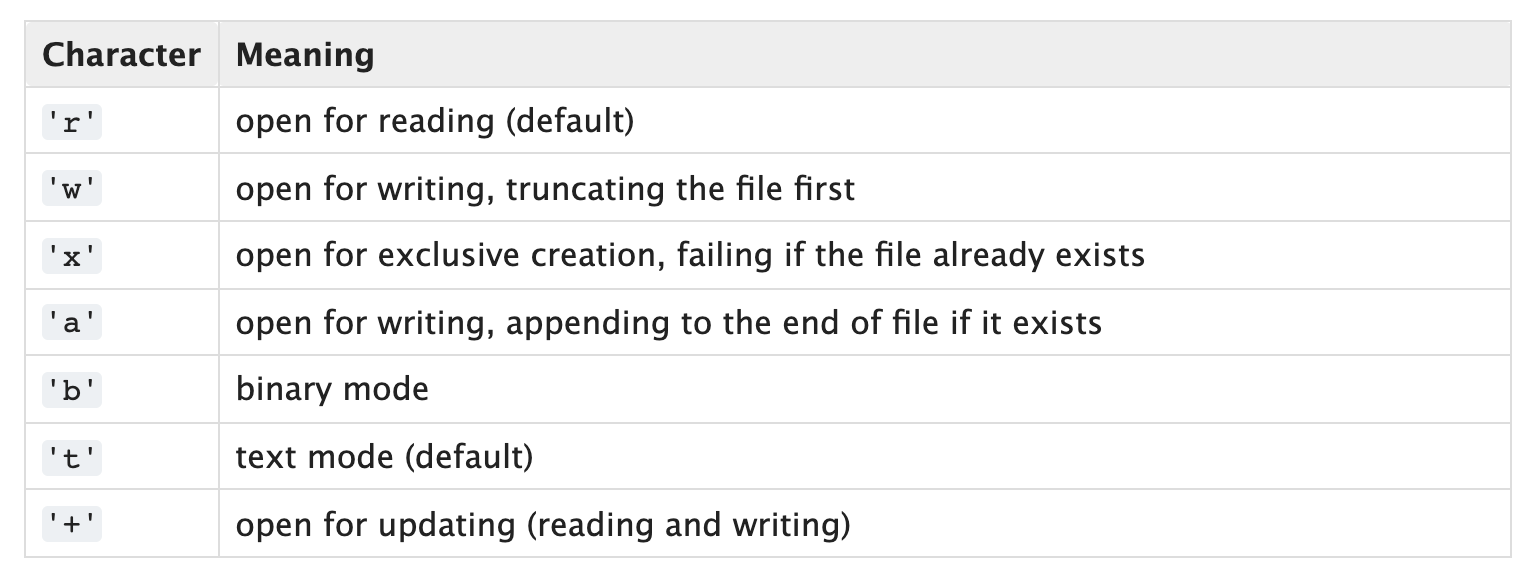 Character Meaning
'r' open for reading (default)
'w' open for writing, truncating the file first
'x' open for exclusive creation, failing if the file already exists
'a' open for writing, appending to the end of file if it exists
'b' binary mode
't' text mode (default)
'+' open for updating (reading and writing)